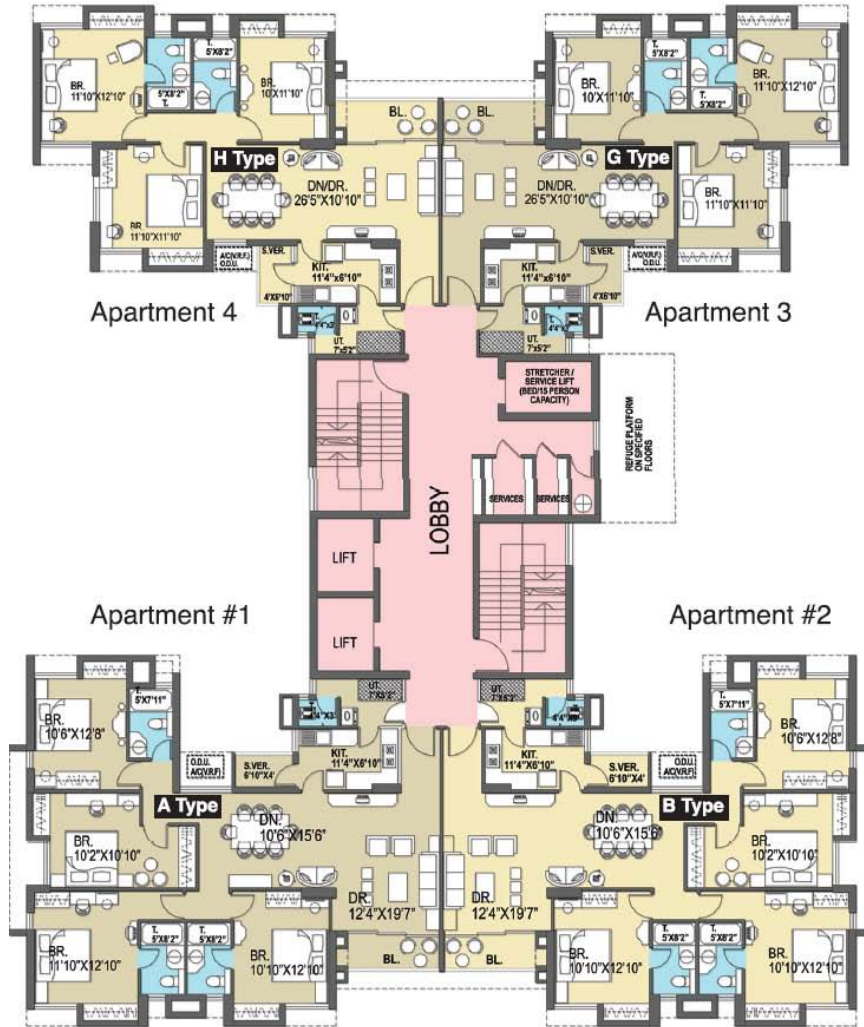 T.
5'X8'2"
T.
5'X8'2"
BR.
11'10"X12'10"
5'X8'2"
T.
BR.
10'X11'10"
BR.
10'X11'10"
5'X8'2"
BR.
11'10"X12'10"
BL.
BL.
H Type
G Type
DN/DR.
26'5"X10'10"
DN/DR.
26'5"X10'10"
BR.
11'10"X11'10"
BR.
11'10"X11'10"
A/C(V.R.F.)
O.D.U.
S.VER.
4'X6'10"
KIT.
11'4"x6'10"
KIT.
11'4"x6'10"
S.VER.
4'X6'10"
A/C(V.R.F.)
O.D.U.
Apartment 4
Apartment 3
T.
UT.
7'x5'2"
UT.
7'x5'2"
T.
STRETCHER /
SERVICE LIFT
(BED/15 PERSON
CAPACITY)
REFUGE PLATFORM
ON SPECIFIED
FLOORS
SERVICES
SERVICES
LOBBY
LIFT
LIFT
Apartment #1
Apartment #2
T.
5'X7'11"
UT.
7'X5'2"
UT.
7'X5'2"
T.
5'X7'11"
BR.
10'6"X12'8"
BR.
10'6"X12'8"
O.D.U.
A/C(V.R.F)
S.VER.
6'10"X4'
KIT.
11'4"X6'10"
KIT.
11'4"X6'10"
S.VER.
6'10"X4'
O.D.U.
A/C(V.R.F)
A Type
B Type
DN.
10'6"X15'6"
DN.
10'6"X15'6"
BR.
10'2"X10'10"
BR.
10'2"X10'10"
DR.
12'4"X19'7"
DR.
12'4"X19'7"
T.
5'X8'2"
T.
5'X8'2"
T.
5'X8'2"
T.
5'X8'2"
BR.
11'10"X12'10"
BR.
10'10"X12'10"
BL.
BL.
BR.
10'10"X12'10"
BR.
10'10"X12'10"